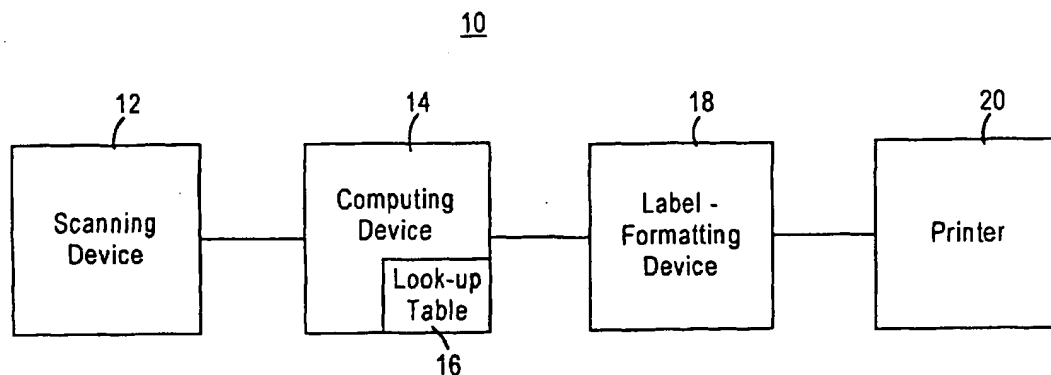 10
12
14
18
20
Scanning
Device
Computing
Device
Look-up
Table
16
Label -
Formatting
Device
Printer